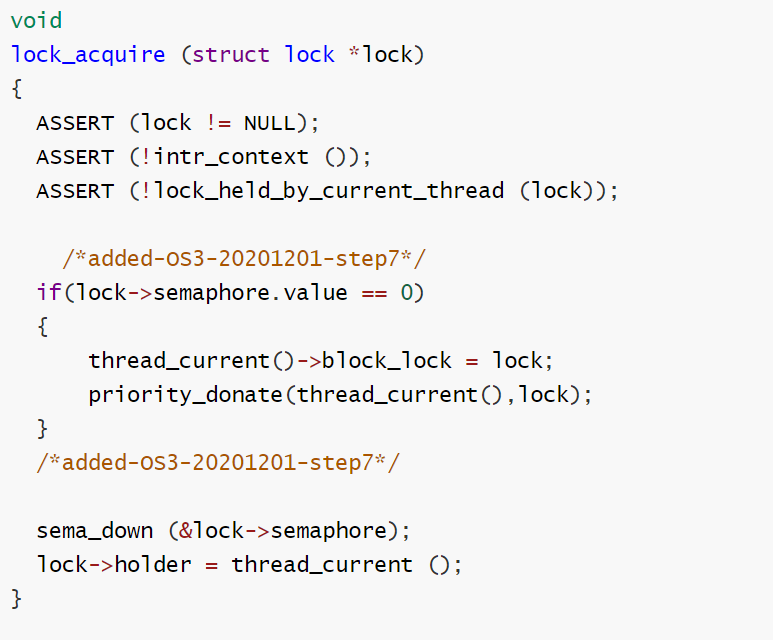 void
lock_acquire (struct lock *lock)
{
  ASSERT (lock != NULL);
  ASSERT (!intr_context ());
  ASSERT (!lock_held_by_current_thread (lock));
    /*added-OS3-20201201-step7*/
  if(lock->semaphore.value == 0)
  {
      thread_current()->block_lock = lock;
      priority_donate(thread_current(),lock);
  }
  /*added-OS3-20201201-step7*/
  sema_down (&lock->semaphore);
  lock->holder = thread_current ();
}